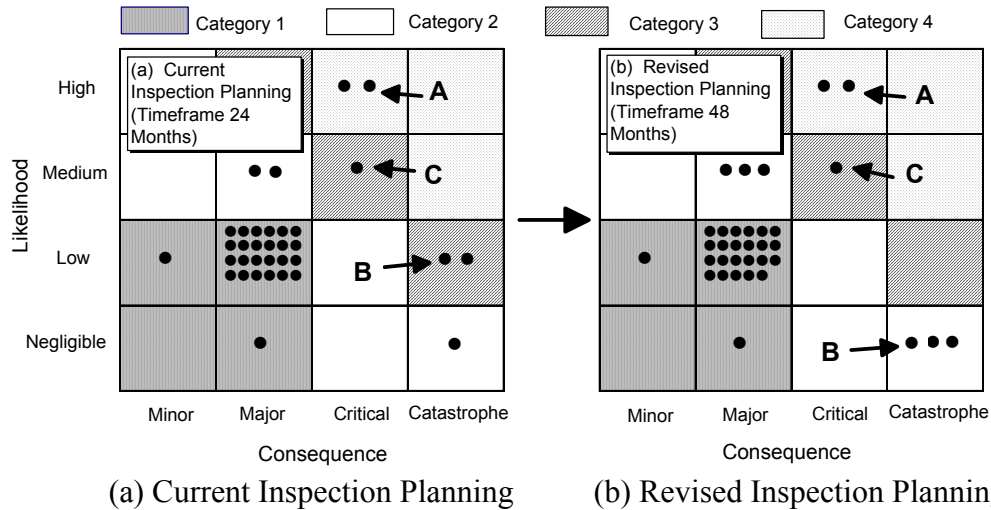 Category 1
Category 2
Category 3
Category 4
(a) Current
Inspection Planning
(Timeframe 24
Months)
High
Medium
Low
Negligible
Likelihood
A
C
B
Minor
Major
Critical
Catastrophe
Consequence
(a) Current Inspection Planning
(b) Revised
Inspection Planning
(Timeframe 48
Months)
A
C
B
Minor
Major
Critical
Catastrophe
Consequence
(b) Revised Inspection Plannin